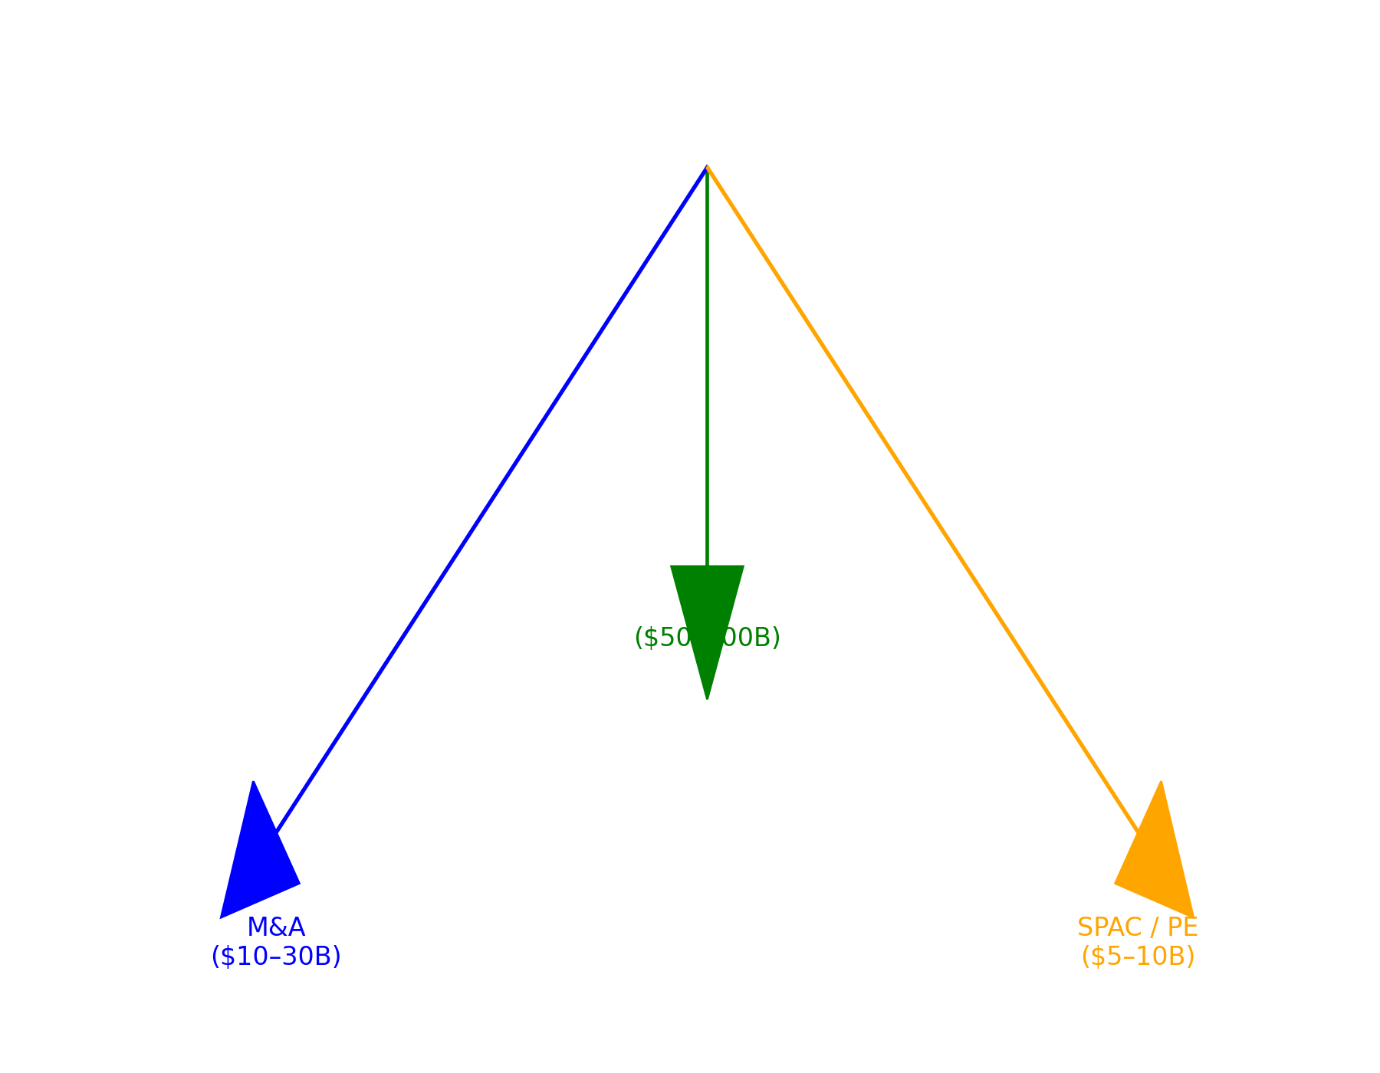 ($50 00B)
M&A
($10–30B)
SPAC / PE
($5–10B)